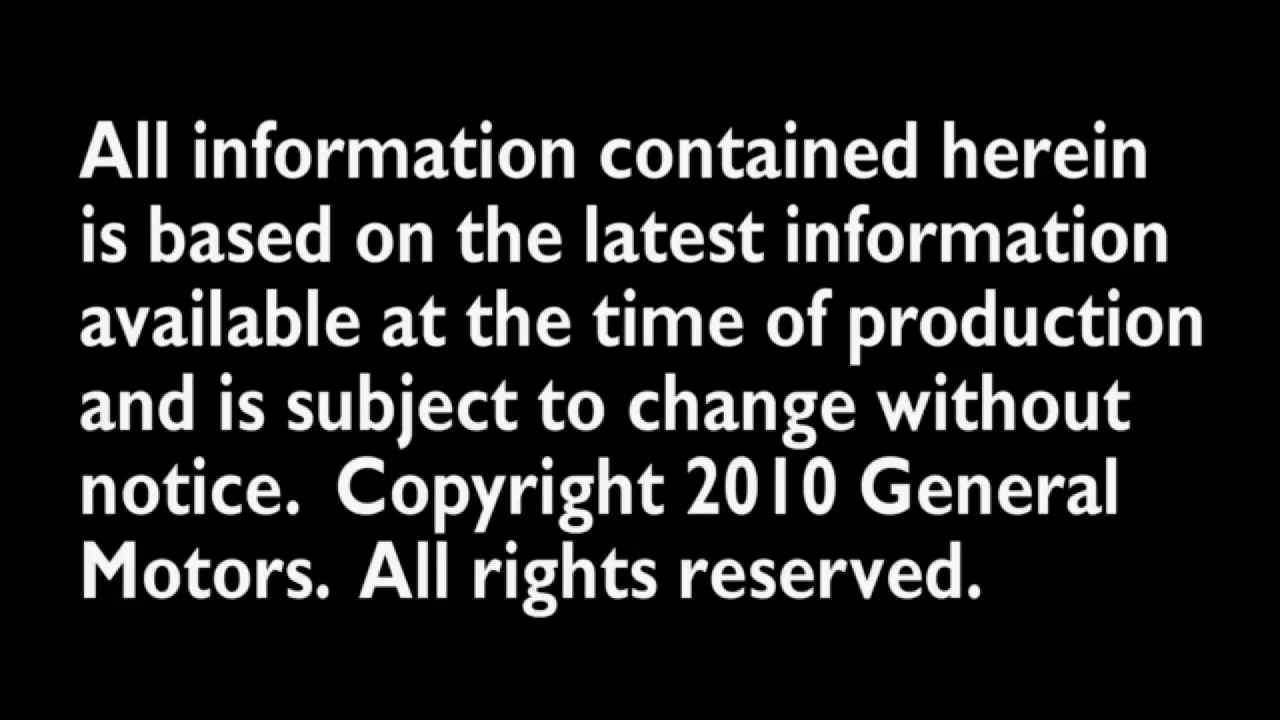 All information contained herein
is based on the latest information
available at the time of production
and is subject to change without
notice.  Copyright 2010 General
Motors.  All rights reserved.